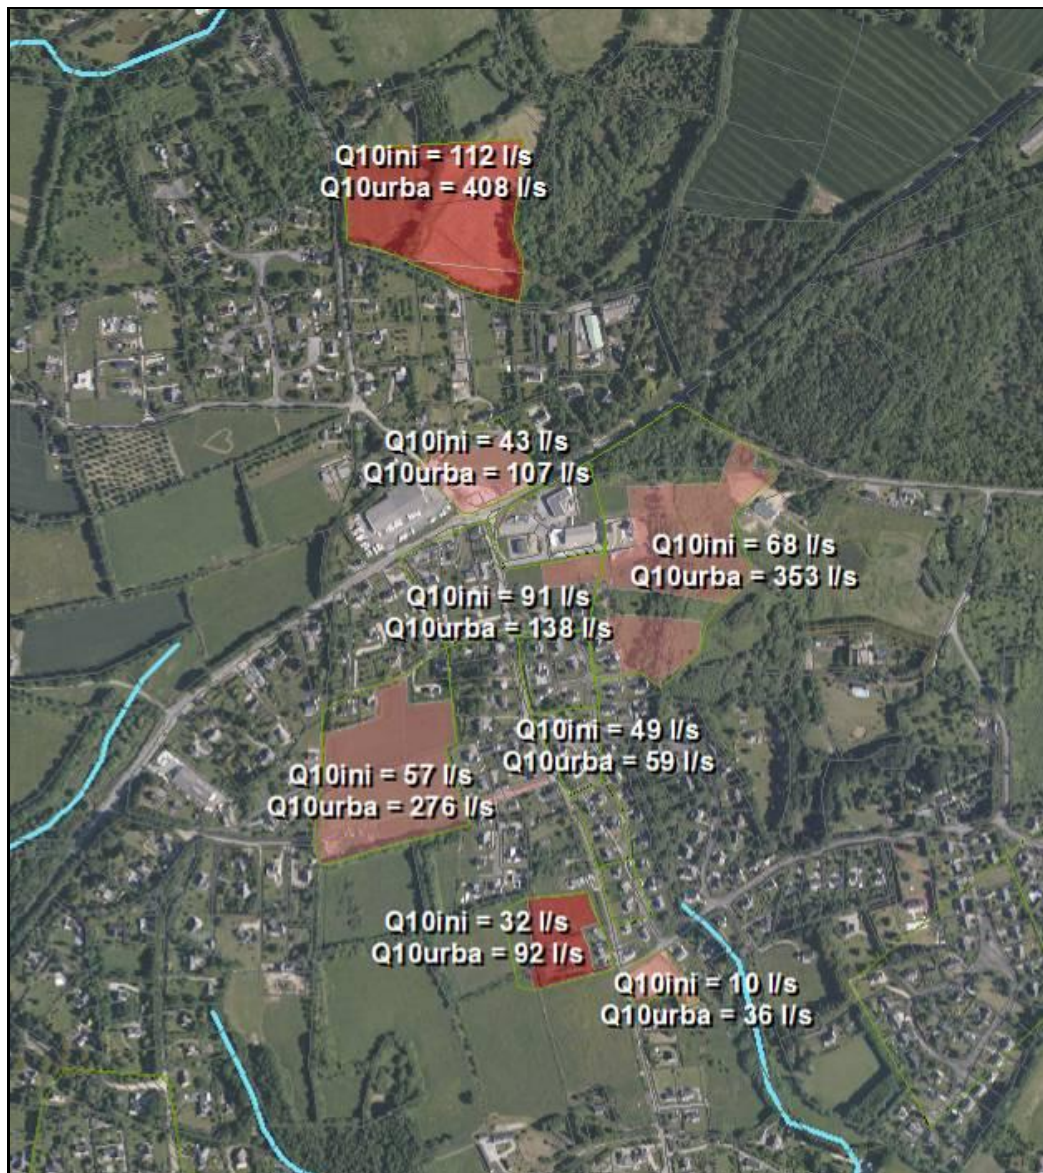 Q10ini = 112 l/s
Q10urba = 408 l/s
Q10ini = 43 l/s
Q10urba = 107 l/s
Q10ini = 68 l/s
Q10urba = 353 l/s
Q10ini = 91 l/s
Q10urba = 138 l/s
Q10ini = 49 l/s
Q10urba = 59 l/s
Q10ini = 57 l/s
Q10urba = 276 l/s
Q10ini = 32 l/s
Q10urba = 92 l/s
Q10ini = 10 l/s
Q10urba = 36 l/s